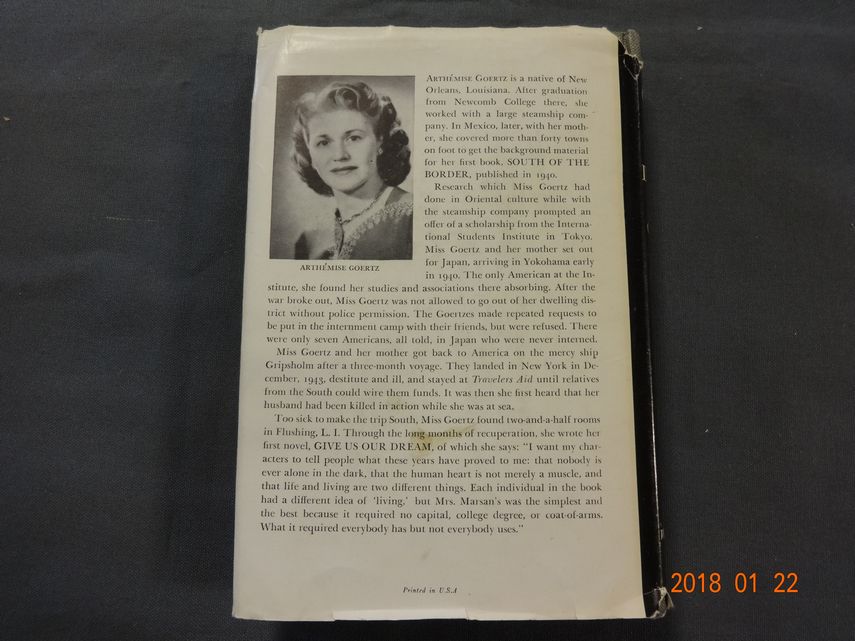 ARTHÉMISE GOERTZ is a native of New
Orleans, Louisiana. After graduation
from Newcomb College there, she
worked with a large steamship com-
pany. In Mexico, later, with her moth-
er, she covered more than forty towns
on foot to get the background material
for her first book, SOUTH OF THE
BORDER, published in 1940.
Research which Miss Goertz had
done in Oriental culture while with
the steamship company prompted an
offer of a scholarship from the Interna-
tional Students Institute in Tokyo.
Miss Goertz and her mother set out
for Japan, arriving in Yokohama early
in 1940. The only American at the In-
ARTHÉMISE GOERTZ
stitute, she found her studies and associations there absorbing. After the
war broke out, Miss Goertz was not allowed to go out of her dwelling dis-
trict without police permission. The Goertzes made repeated requests to
be put in the internment camp with their friends, but were refused. There
were only seven Americans, all told, in Japan who were never interned.
Miss Goertz and her mother got back to America on the mercy ship
Gripsholm after a three-month voyage. They landed in New York in De-
cember, 1943, destitute and ill, and stayed at Travelers Aid until relatives
from the South could wire them funds. It was then she first heard that her
husband had been killed in action while she was at sea.
Too sick to make the trip South, Miss Goertz found two-and-a-half rooms
in Flushing, L. I. Through the long months of recuperation, she wrote her
first novel, GIVE US OUR DREAM, of which she says: "I want my char-
acters to tell people what these years have proved to me: that nobody is
ever alone in the dark, that the human heart is not merely a muscle, and
that life and living are two different things. Each individual in the book
had a different idea of 'living,' but Mrs. Marsan's was the simplest and
the best because it required no capital, college degree, or coat-of-arms.
What it required everybody has but not everybody uses."
Printed in U.S.A
2018 01 22